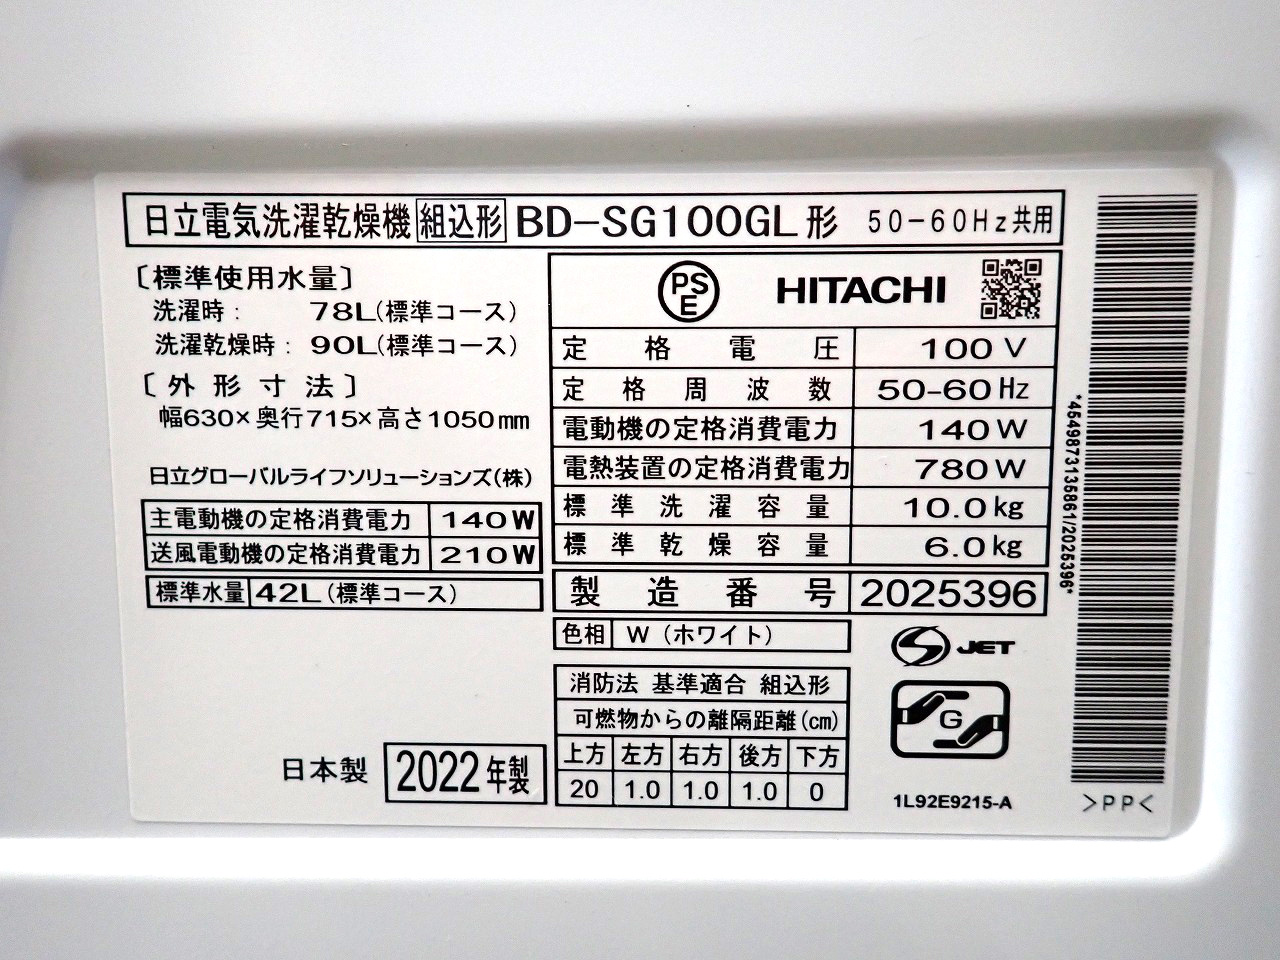 日立電気洗濯乾燥機 組込形 BD-SG100GL形 50-60Hz共用
〔標準使用水量〕
洗濯時: 78L(標準コース)
洗濯乾燥時: 90L(標準コース)
〔外形寸法〕
幅630×奥行715×高さ1050mm
日立グローバルライフソリューションズ(株)
主電動機の定格消費電力 140W
送風電動機の定格消費電力 210W
標準水量 42L(標準コース)
日本製 2022年製
PSE HITACHI
定格電圧 100V
定格周波数 50-60Hz
電動機の定格消費電力 140W
電熱装置の定格消費電力 780W
標準洗濯容量 10.0kg
標準乾燥容量 6.0kg
製造番号 2025396
色相 W(ホワイト)
消防法 基準適合 組込形
可燃物からの離隔距離(cm)
上方 左方 右方 後方 下方
20 1.0 1.0 1.0 0
S JET
G
1L92E9215-A
*4549873135861/2025396*
>PP<